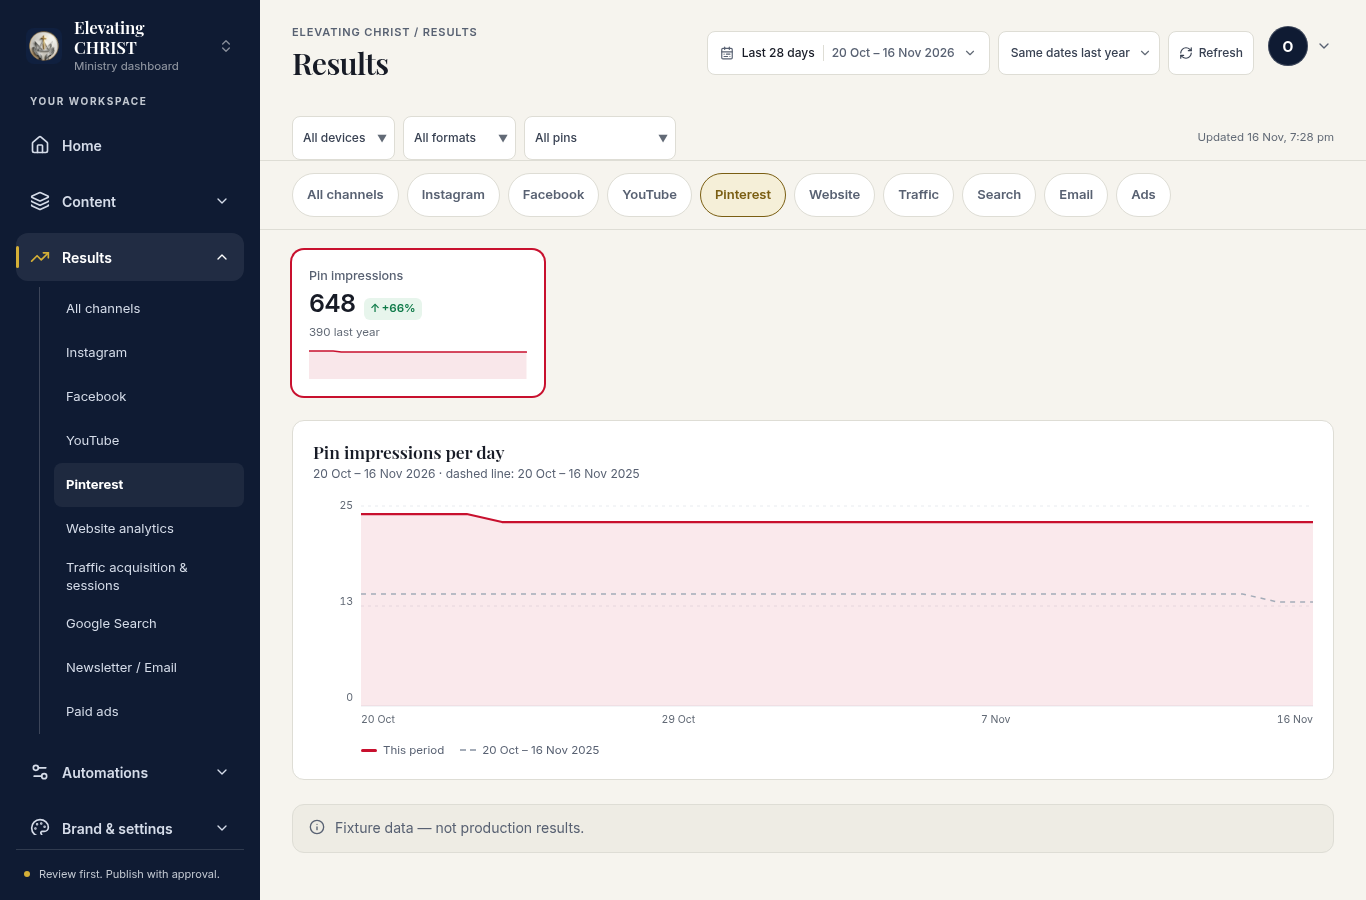 Elevating
CHRIST
Ministry dashboard
YOUR WORKSPACE
Home
Content
Results
All channels
Instagram
Facebook
YouTube
Pinterest
Website analytics
Traffic acquisition &
sessions
Google Search
Newsletter / Email
Paid ads
Automations
Brand & settings
Review first. Publish with approval.
ELEVATING CHRIST / RESULTS
Results
Last 28 days 20 Oct – 16 Nov 2026
Same dates last year
Refresh
O
All devices
All formats
All pins
Updated 16 Nov, 7:28 pm
All channels
Instagram
Facebook
YouTube
Pinterest
Website
Traffic
Search
Email
Ads
Pin impressions
648 ↑ +66%
390 last year
Pin impressions per day
20 Oct – 16 Nov 2026 · dashed line: 20 Oct – 16 Nov 2025
25
13
0
20 Oct 29 Oct 7 Nov 16 Nov
This period 20 Oct – 16 Nov 2025
Fixture data — not production results.